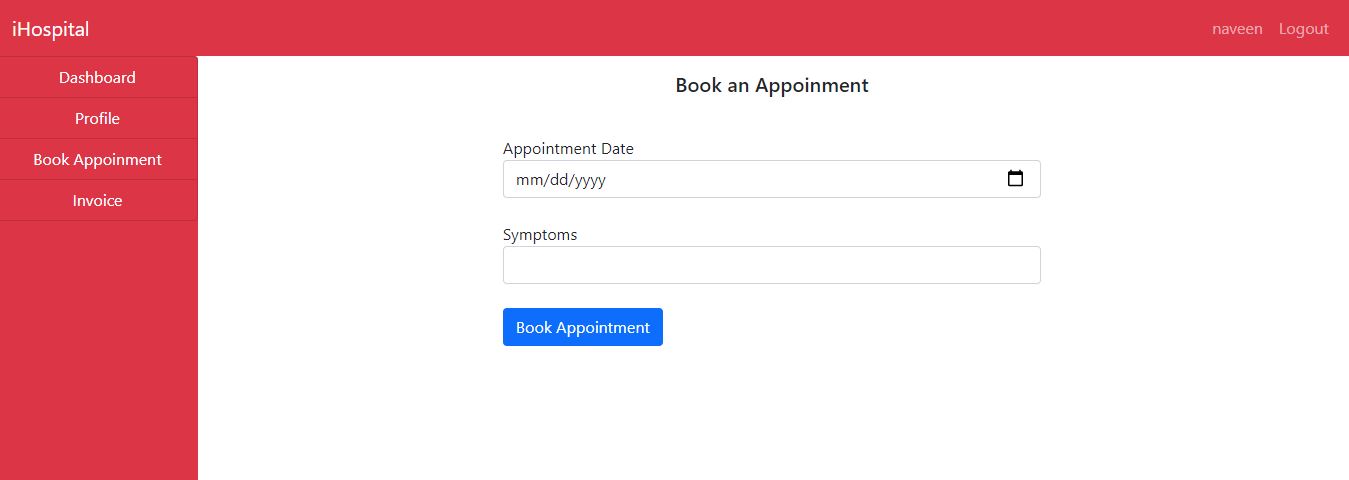 iHospital
naveen Logout
Dashboard
Profile
Book Appoinment
Invoice
Book an Appoinment
Appointment Date
mm/dd/yyyy
Symptoms
Book Appointment